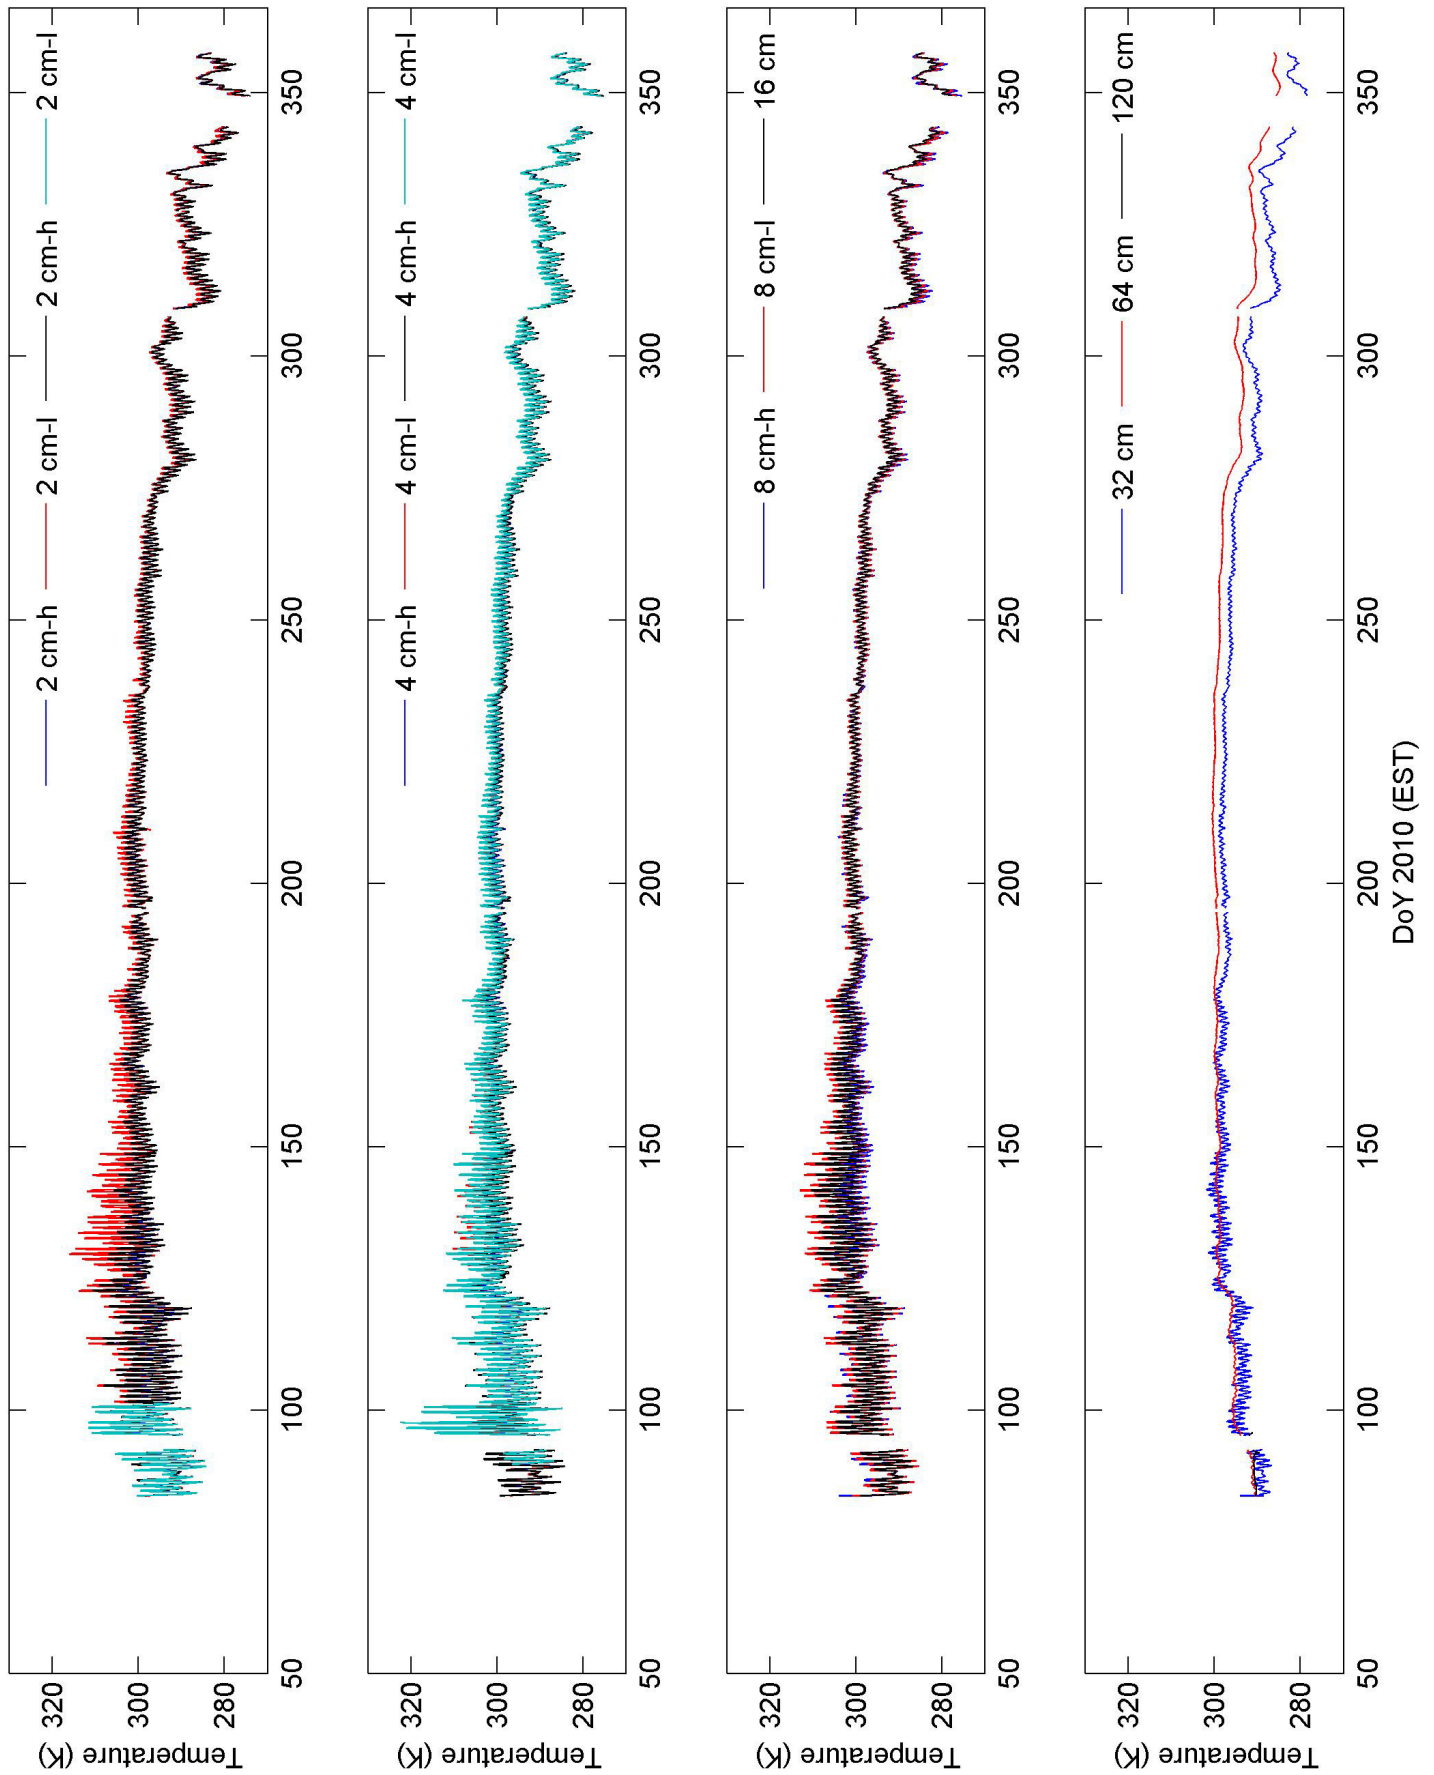 2 cm-h 2 cm-l 2 cm-h 2 cm-l
320
300
280
Temperature (K)
50 100 150 200 250 300 350
4 cm-h 4 cm-l 4 cm-l 4 cm-h 4 cm-l
320
300
280
Temperature (K)
50 100 150 200 250 300 350
8 cm-h 8 cm-l 16 cm
320
300
280
Temperature (K)
50 100 150 200 250 300 350
32 cm 64 cm 120 cm
320
300
280
Temperature (K)
50 100 150 200 250 300 350
DoY 2010 (EST)